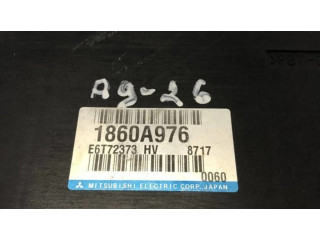 A9-26
1860A976
E6T72373 HV 8717
0060
MITSUBISHI ELECTRIC CORP. JAPAN